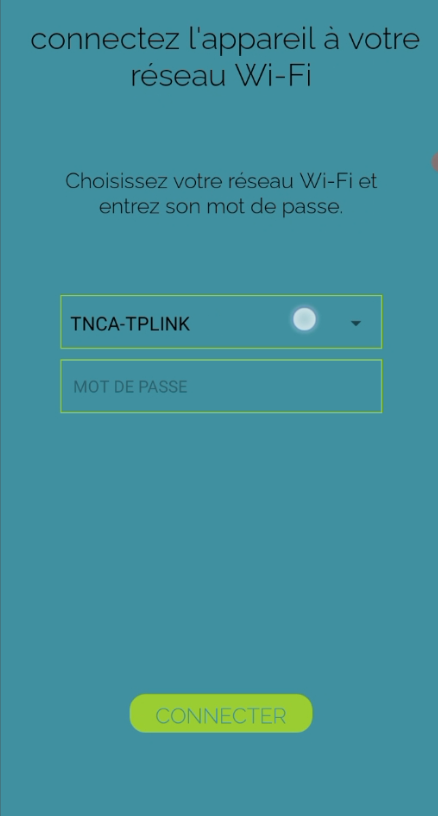 connectez l'appareil à votre
réseau Wi-Fi
Choisissez votre réseau Wi-Fi et
entrez son mot de passe.
TNCA-TPLINK
MOT DE PASSE
CONNECTER